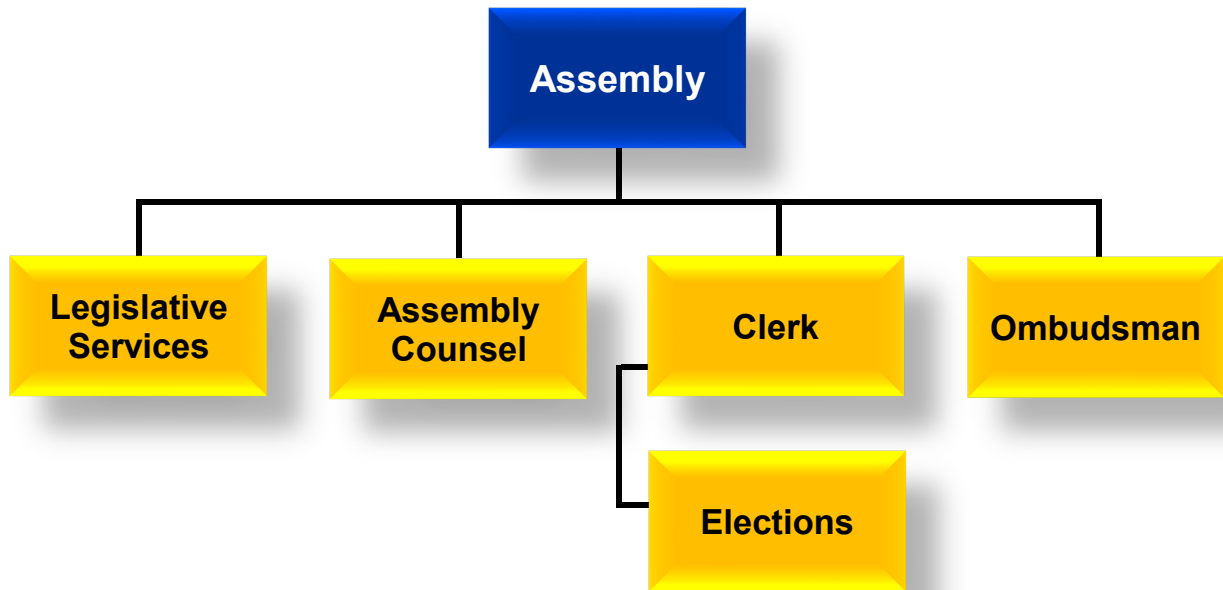 Assembly
Legislative
Services
Assembly
Counsel
Clerk
Ombudsman
Elections